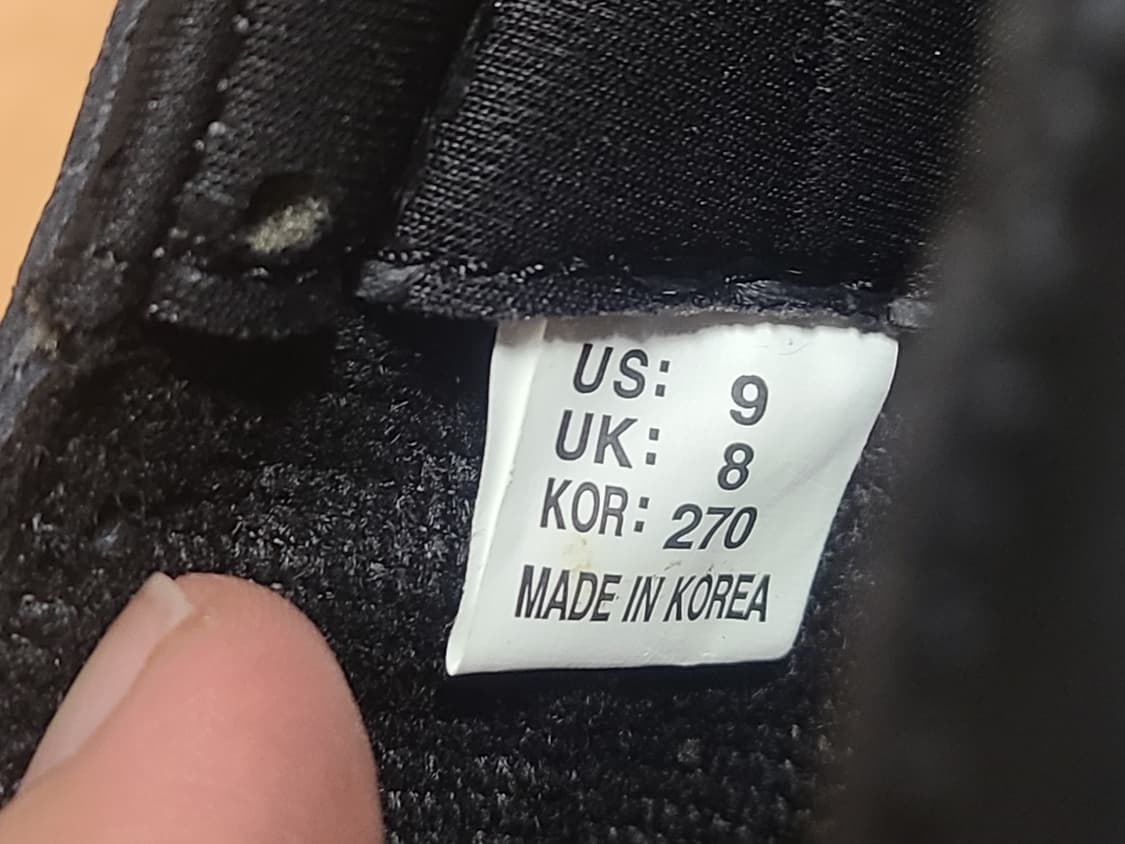 US: 9
UK: 8
KOR: 270
MADE IN KOREA